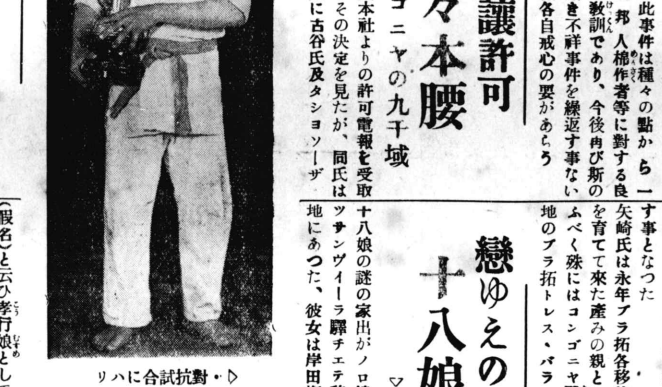 此事件は種々の點から一
邦人棉作者等に對する良
教訓であり、今後再び斯の
き不祥事件を繰返す事ない
各自戒心の要があらう
讓許可
々本腰
コニヤの九千域
本社よりの許可電報を受取
その決定を見たが、同氏は
に古谷氏及タショソーザ
▷・對抗試合にハリ
す事となつた
矢崎氏は永年ブラ拓各移
を育てて來た產みの親と
ふべく殊にはコンゴニヤ
地のブラ拓トレス、バラ
戀ゆえの
十八娘
十八娘の謎の家出がノロ
ツサンヴィーラ驛チエテ
地にあつた、彼女は岸田
(假名)と云ひ孝行娘とし